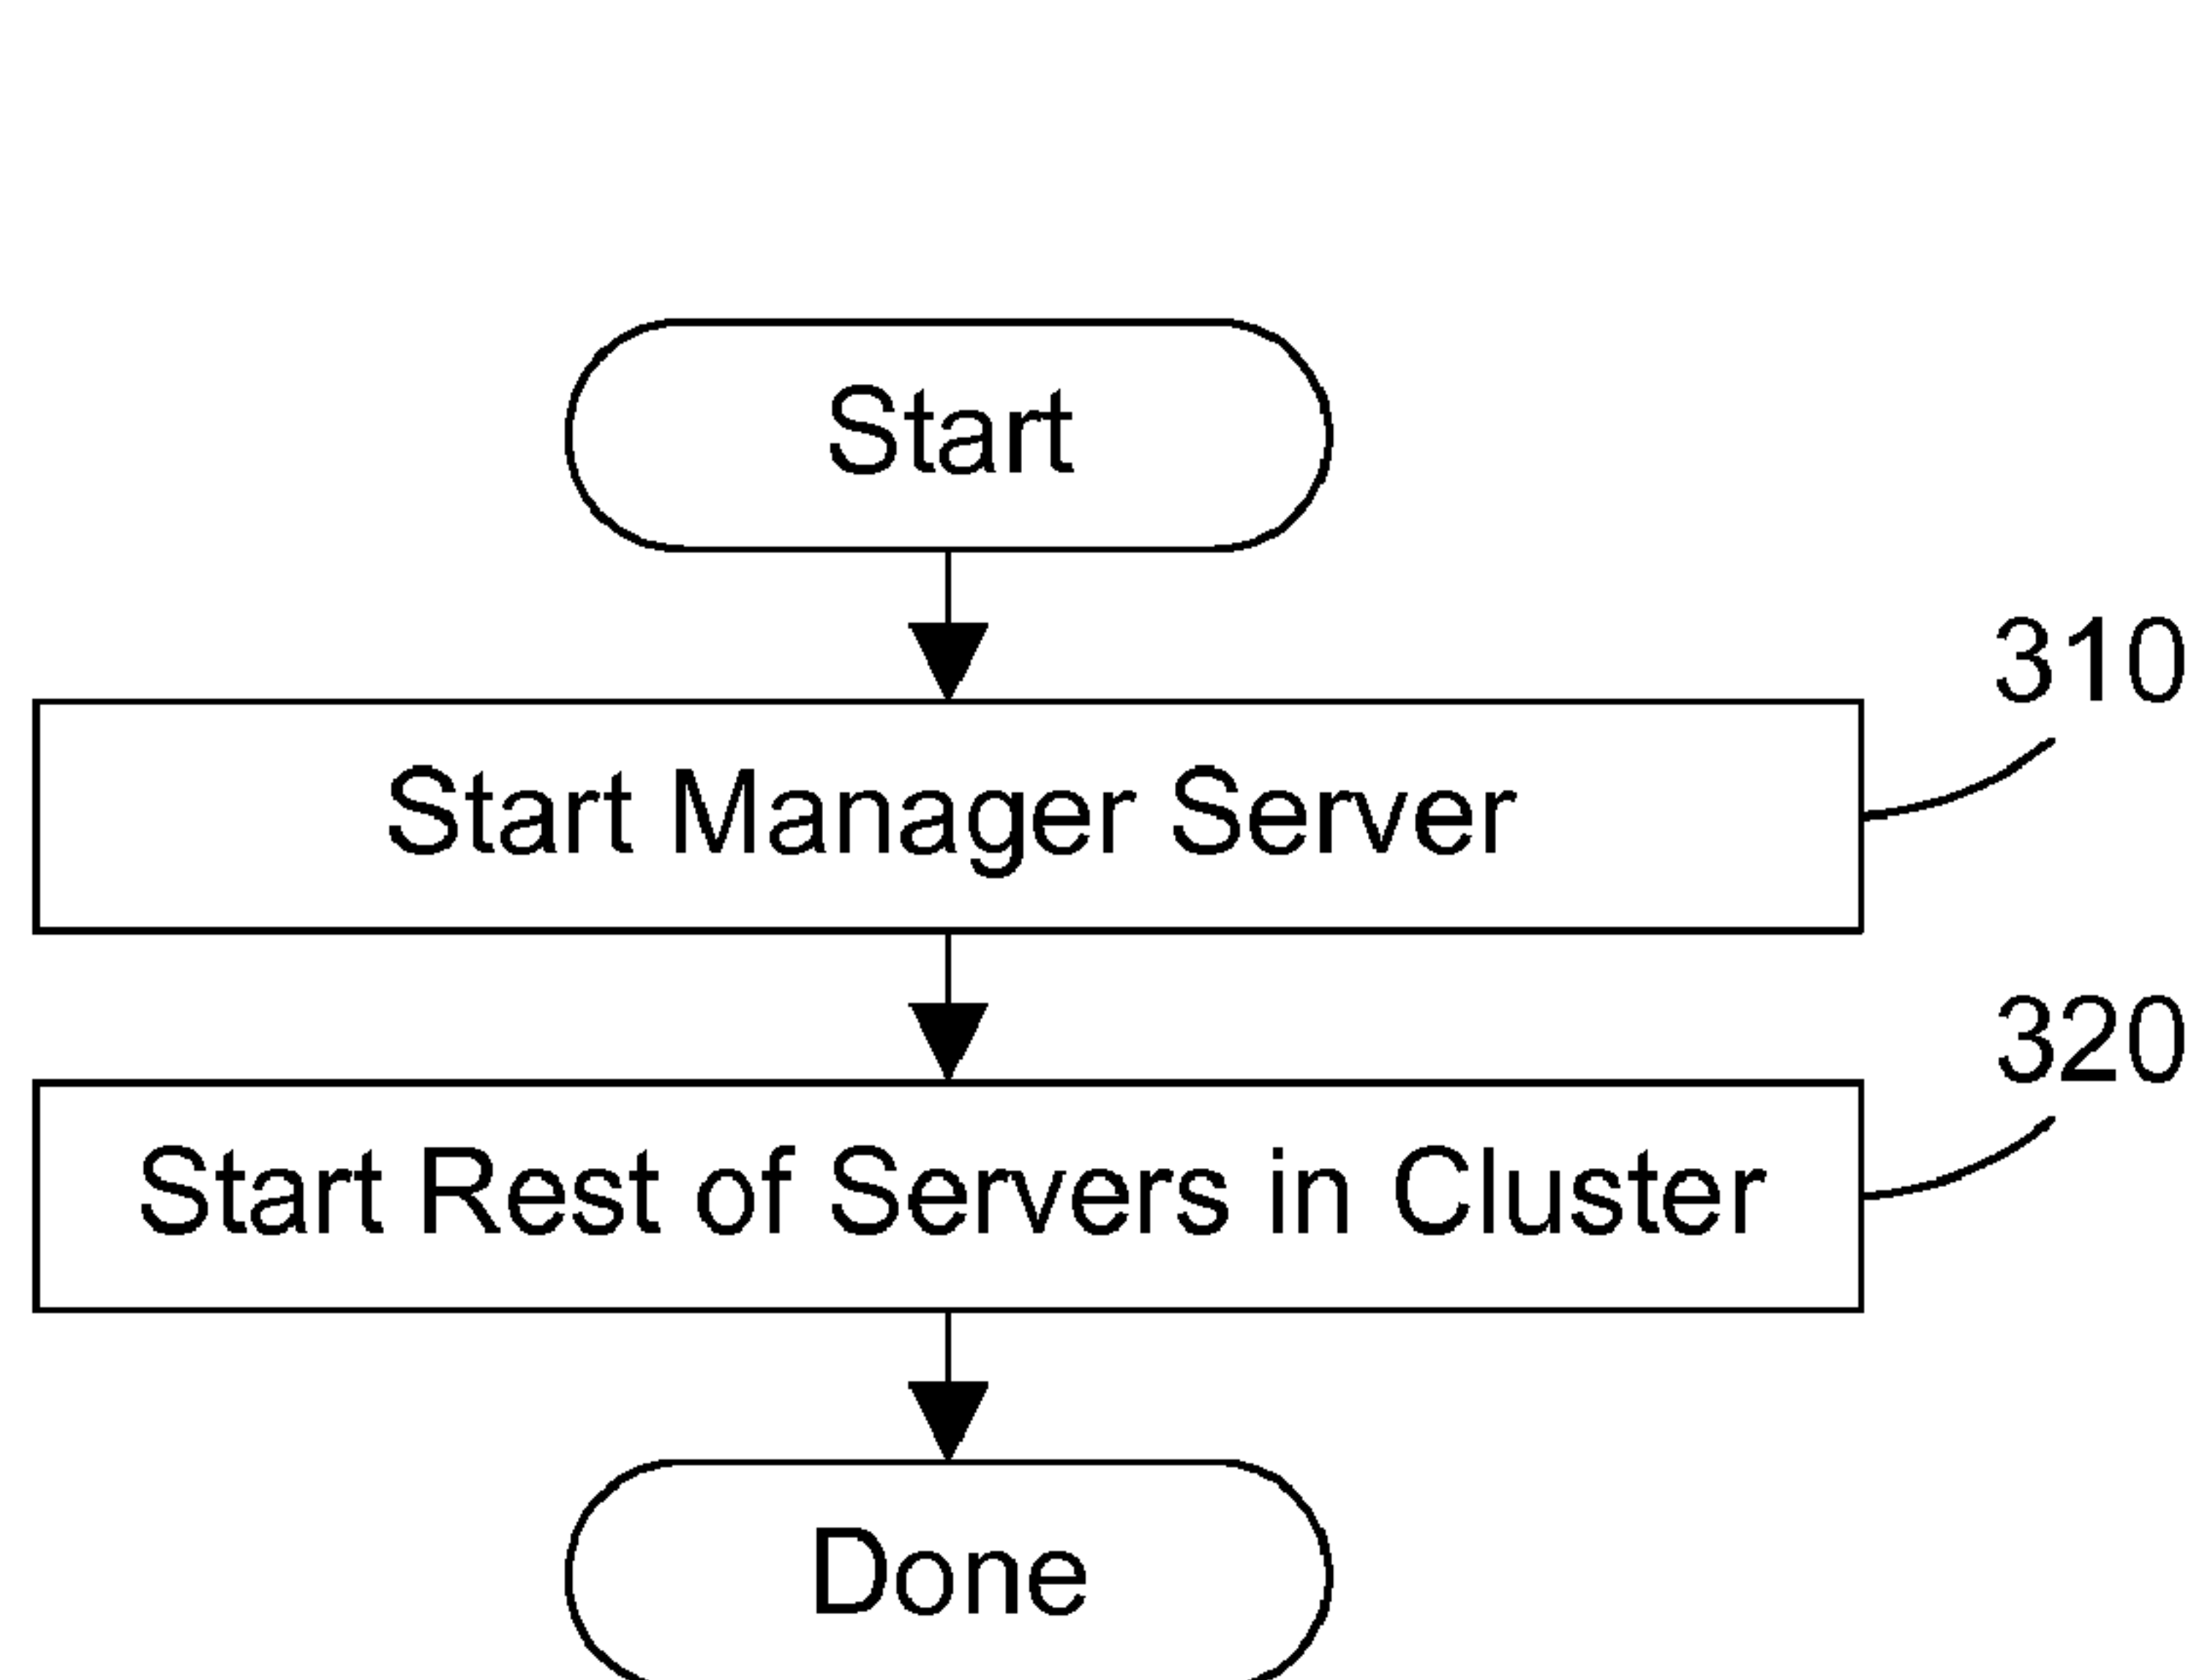 Start
310
Start Manager Server
320
Start Rest of Servers in Cluster
Done